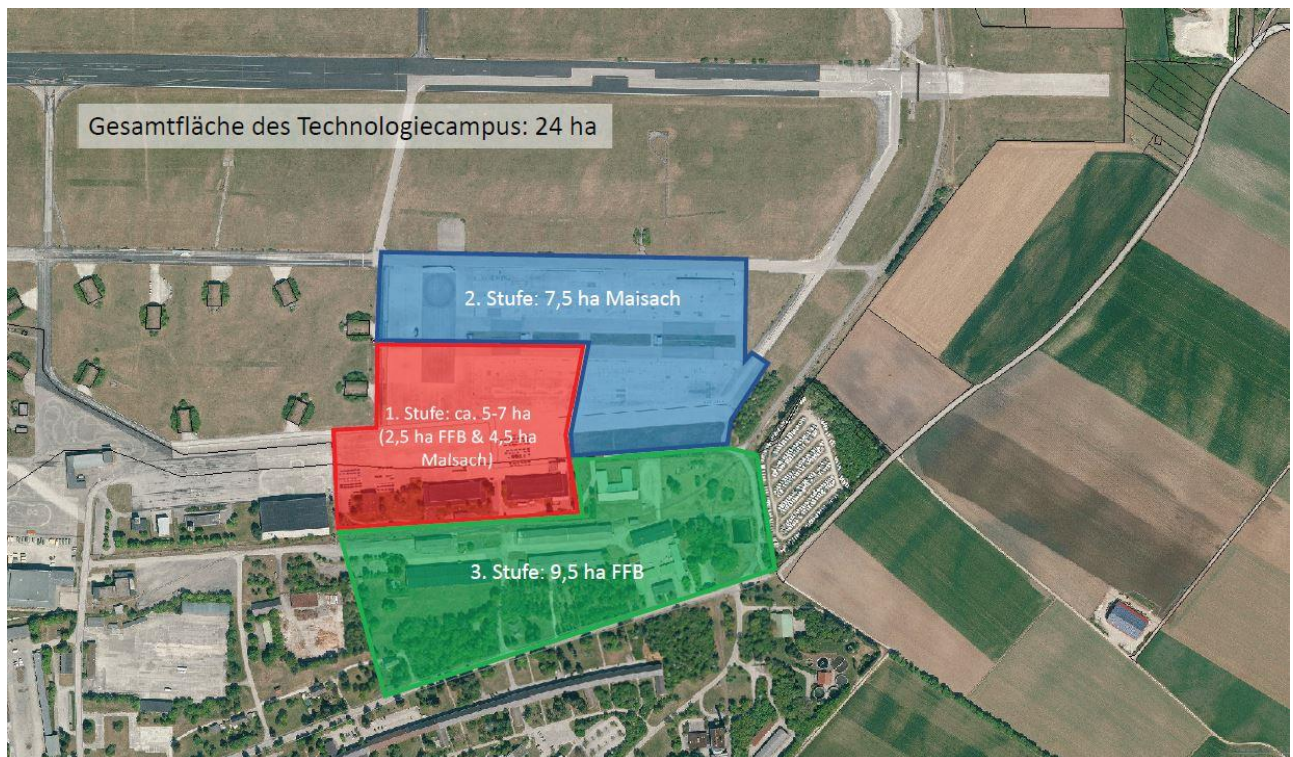 Gesamtfläche des Technologiecampus: 24 ha
2. Stufe: 7,5 ha Maisach
1. Stufe: ca. 5-7 ha
(2,5 ha FFB & 4,5 ha
Maisach)
3. Stufe: 9,5 ha FFB